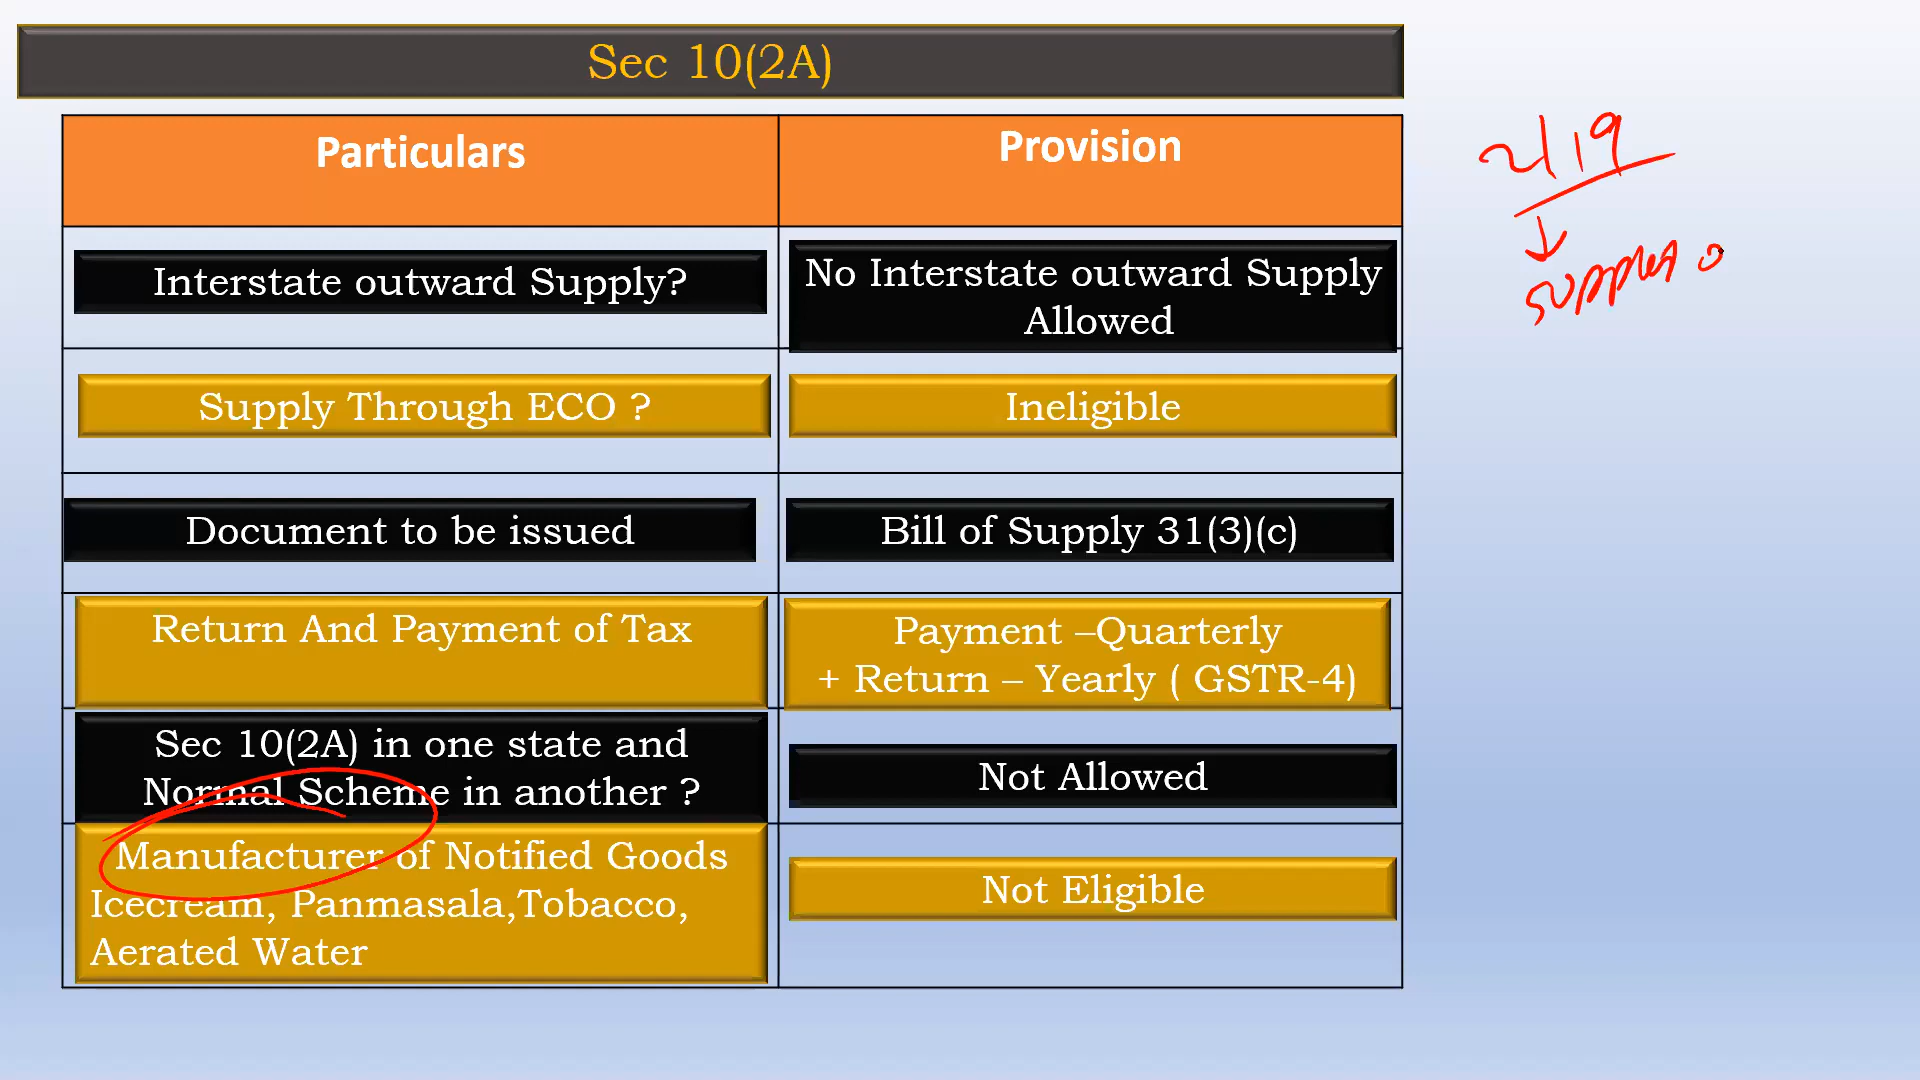 Sec 10(2A)
Particulars
Provision
Interstate outward Supply?
No Interstate outward Supply
Allowed
Supply Through ECO ?
Ineligible
Document to be issued
Bill of Supply 31(3)(c)
Return And Payment of Tax
Payment –Quarterly
+ Return – Yearly ( GSTR-4)
Sec 10(2A) in one state and
Normal Scheme in another ?
Not Allowed
Manufacturer of Notified Goods
Icecream, Panmasala,Tobacco,
Aerated Water
Not Eligible